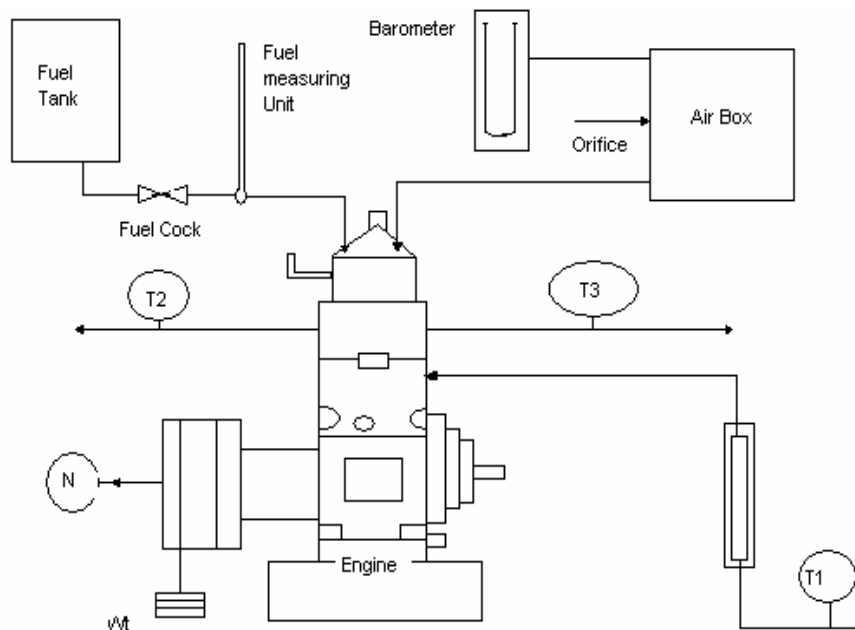 Barometer
Fuel
Tank
Fuel
measuring
Unit
Air Box
Orifice
Fuel Cock
T2
T3
N
Engine
T1
Wt